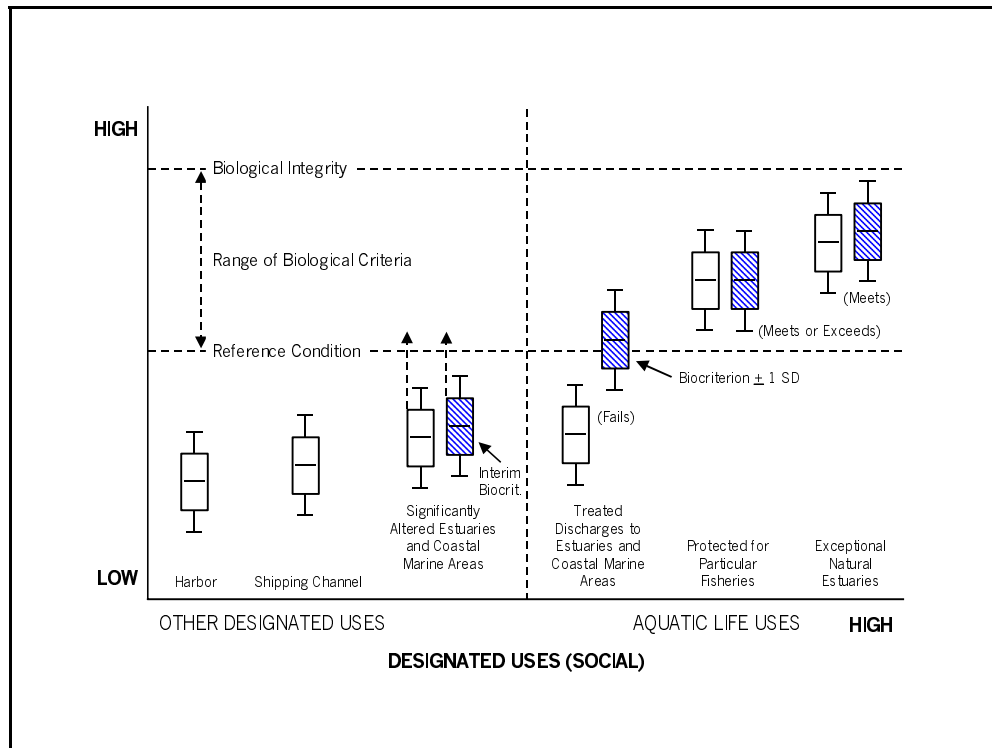 HIGH
Biological Integrity
Range of Biological Criteria
(Meets)
(Meets or Exceeds)
Reference Condition
Biocriterion ± 1 SD
(Fails)
Interim
Biocrit.
Significantly
Altered Estuaries
and Coastal
Marine Areas
Treated
Discharges to
Estuaries and
Coastal Marine
Areas
Protected for
Particular
Fisheries
Exceptional
Natural
Estuaries
LOW
Harbor
Shipping Channel
OTHER DESIGNATED USES
AQUATIC LIFE USES
HIGH
DESIGNATED USES (SOCIAL)